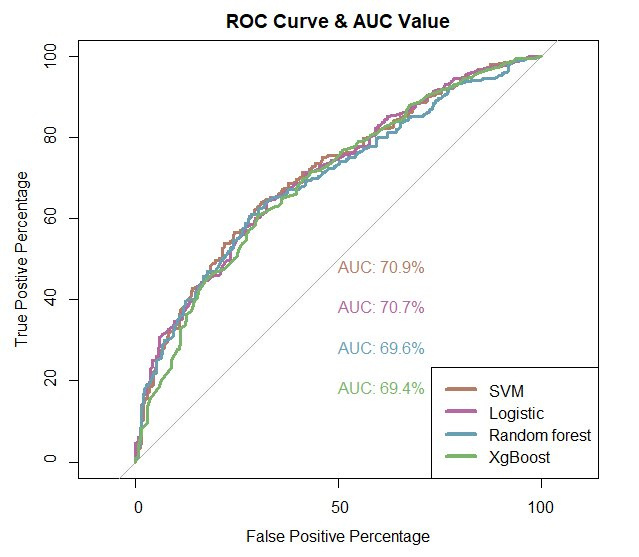 ROC Curve & AUC Value
True Postive Percentage
100
80
60
40
20
0
AUC: 70.9%
AUC: 70.7%
AUC: 69.6%
AUC: 69.4%
SVM
Logistic
Random forest
XgBoost
0 50 100
False Positive Percentage